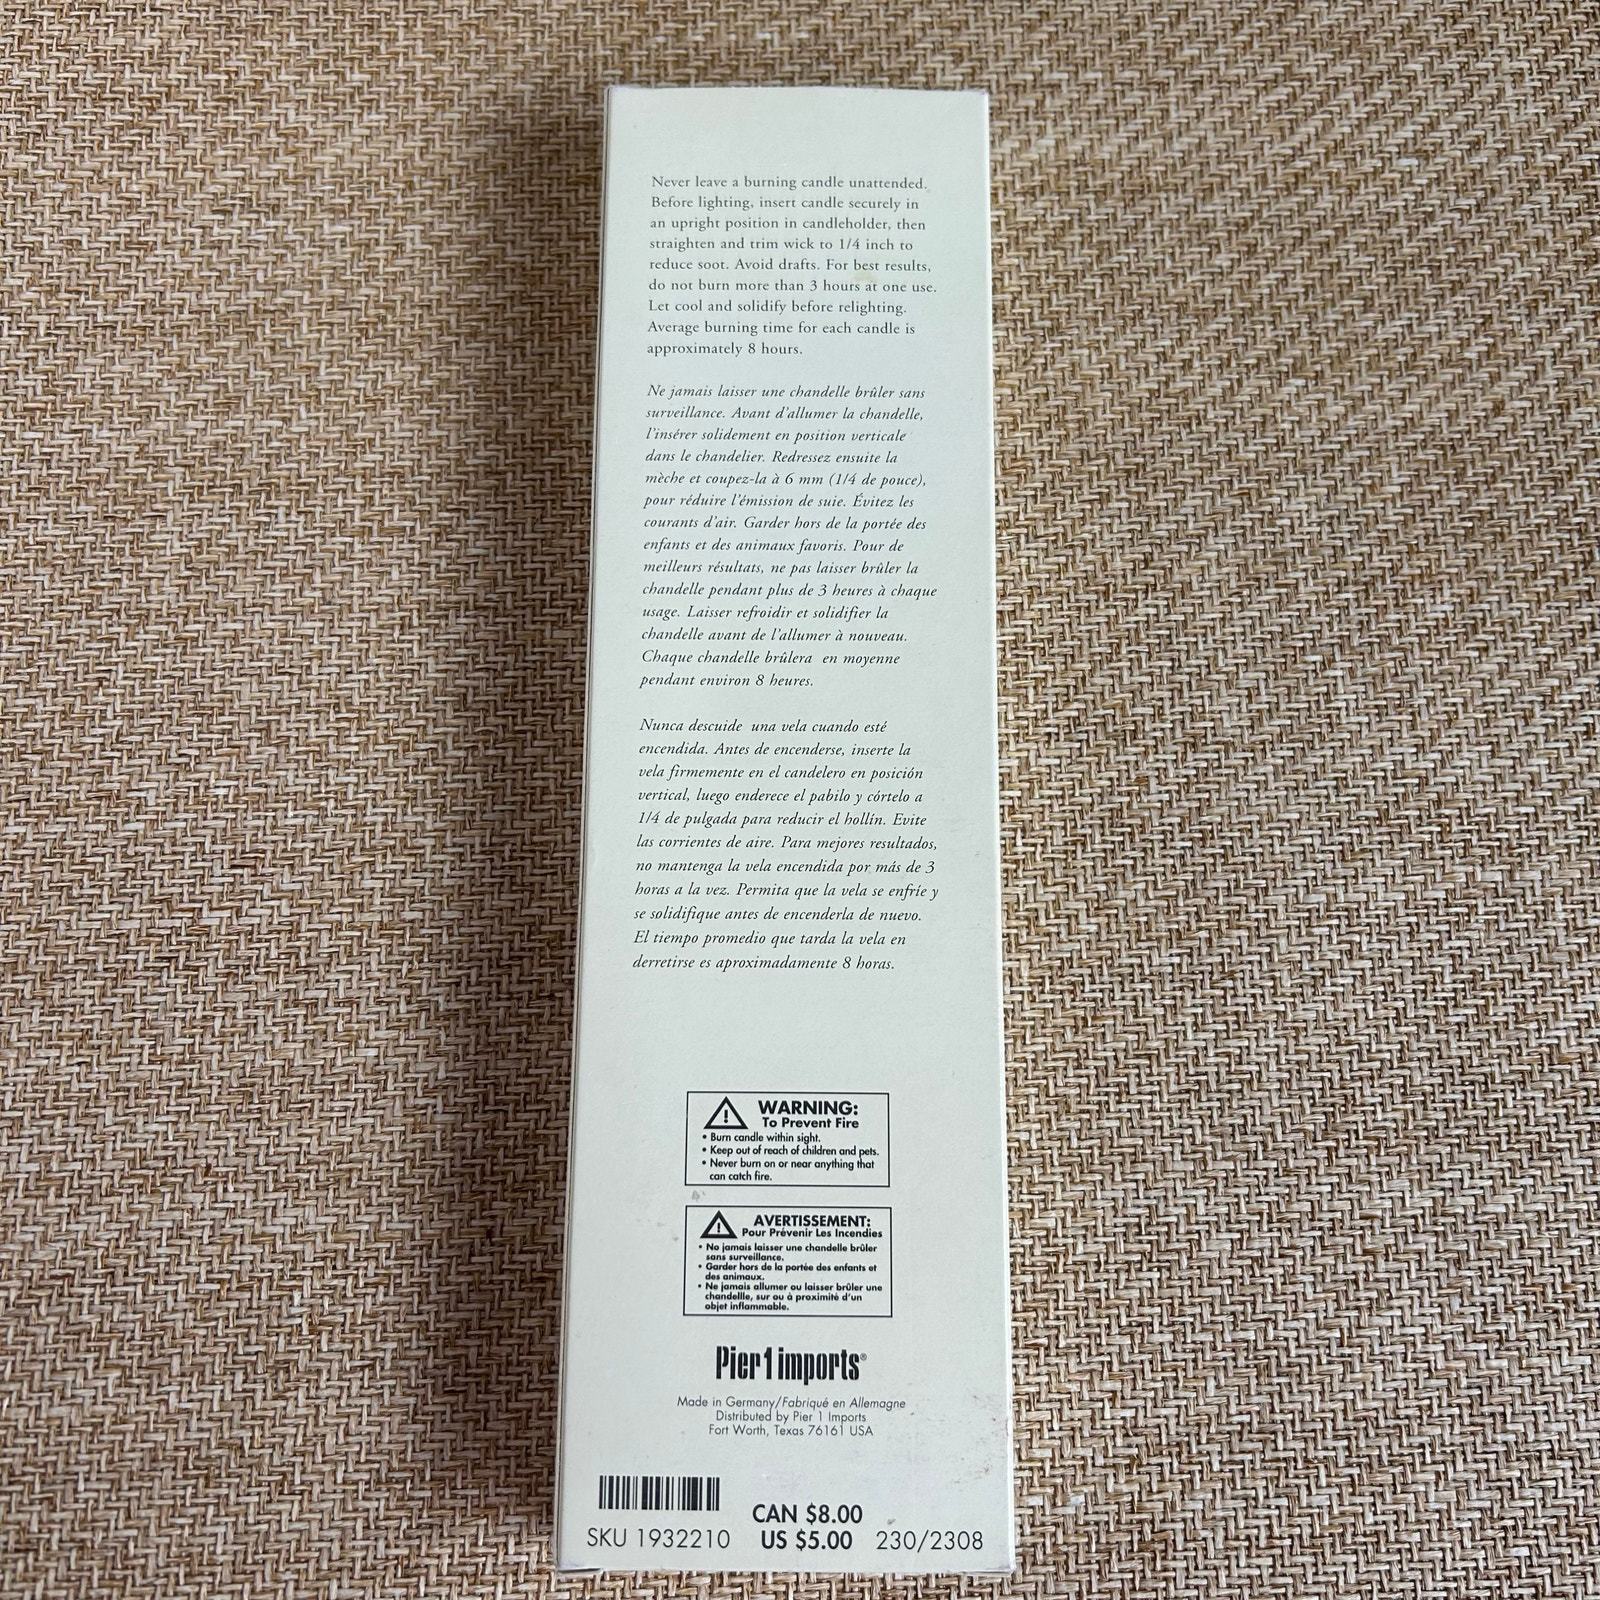 Never leave a burning candle unattended.
Before lighting, insert candle securely in
an upright position in candleholder, then
straighten and trim wick to 1/4 inch to
reduce soot. Avoid drafts. For best results,
do not burn more than 3 hours at one use.
Let cool and solidify before relighting.
Average burning time for each candle is
approximately 8 hours.
Ne jamais laisser une chandelle brûler sans
surveillance. Avant d'allumer la chandelle,
l'insérer solidement en position verticale
dans le chandelier. Redressez ensuite la
mèche et coupez-la à 6 mm (1/4 de pouce),
pour réduire l'émission de suie. Évitez les
courants d'air. Garder hors de la portée des
enfants et des animaux favoris. Pour de
meilleurs résultats, ne pas laisser brûler la
chandelle pendant plus de 3 heures à chaque
usage. Laisser refroidir et solidifier la
chandelle avant de l'allumer à nouveau.
Chaque chandelle brûlera en moyenne
pendant environ 8 heures.
Nunca descuide una vela cuando esté
encendida. Antes de encenderse, inserte la
vela firmemente en el candelero en posición
vertical, luego enderece el pabilo y córtelo a
1/4 de pulgada para reducir el hollín. Evite
las corrientes de aire. Para mejores resultados,
no mantenga la vela encendida por más de 3
horas a la vez. Permita que la vela se enfríe y
se solidifique antes de encenderla de nuevo.
El tiempo promedio que tarda la vela en
derretirse es aproximadamente 8 horas.
WARNING:
To Prevent Fire
• Burn candle within sight.
• Keep out of reach of children and pets.
• Never burn on or near anything that
can catch fire.
AVERTISSEMENT:
Pour Prévenir Les Incendies
• No jamais laisser une chandelle brûler
sans surveillance.
• Garder hors de la portée des enfants et
des animaux.
• Ne jamais allumer ou laisser brûler une
chandellle, sur ou à proximité d'un
objet inflammable.
Pier 1 imports®
Made in Germany/Fabriqué en Allemagne
Distributed by Pier 1 Imports
Fort Worth, Texas 76161 USA
CAN $8.00
SKU 1932210 US $5.00 230/2308